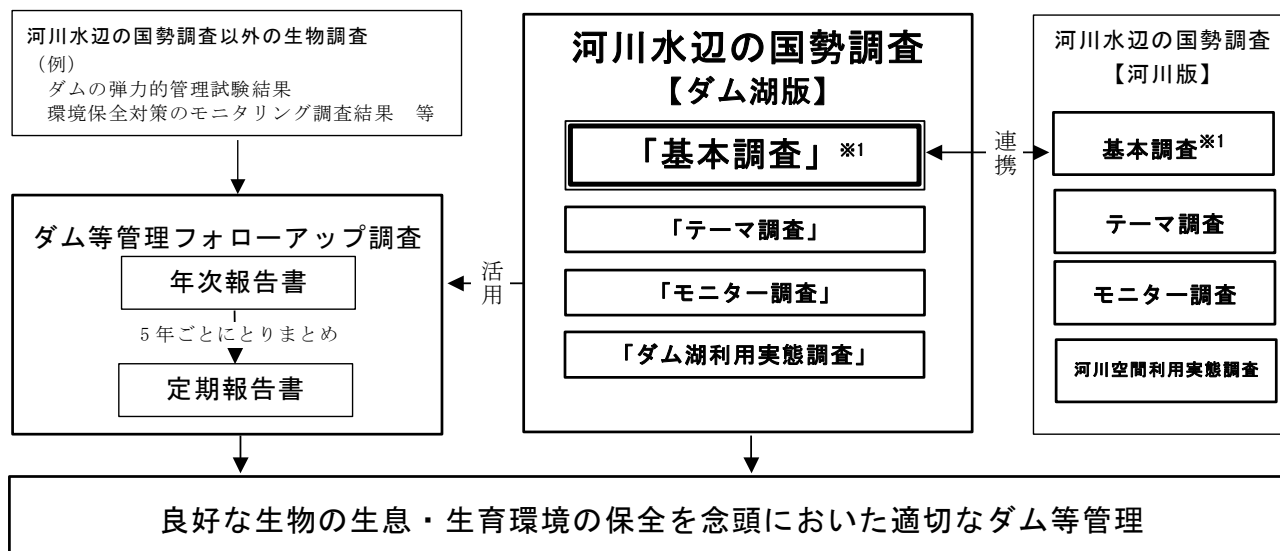 河川水辺の国勢調査以外の生物調査
（例）
ダムの弾力的管理試験結果
環境保全対策のモニタリング調査結果　等
ダム等管理フォローアップ調査
年次報告書
5年ごとにとりまとめ
定期報告書
活用
河川水辺の国勢調査
【ダム湖版】
「基本調査」※1
「テーマ調査」
「モニター調査」
「ダム湖利用実態調査」
連携
河川水辺の国勢調査
【河川版】
基本調査※1
テーマ調査
モニター調査
河川空間利用実態調査
良好な生物の生息・生育環境の保全を念頭においた適切なダム等管理